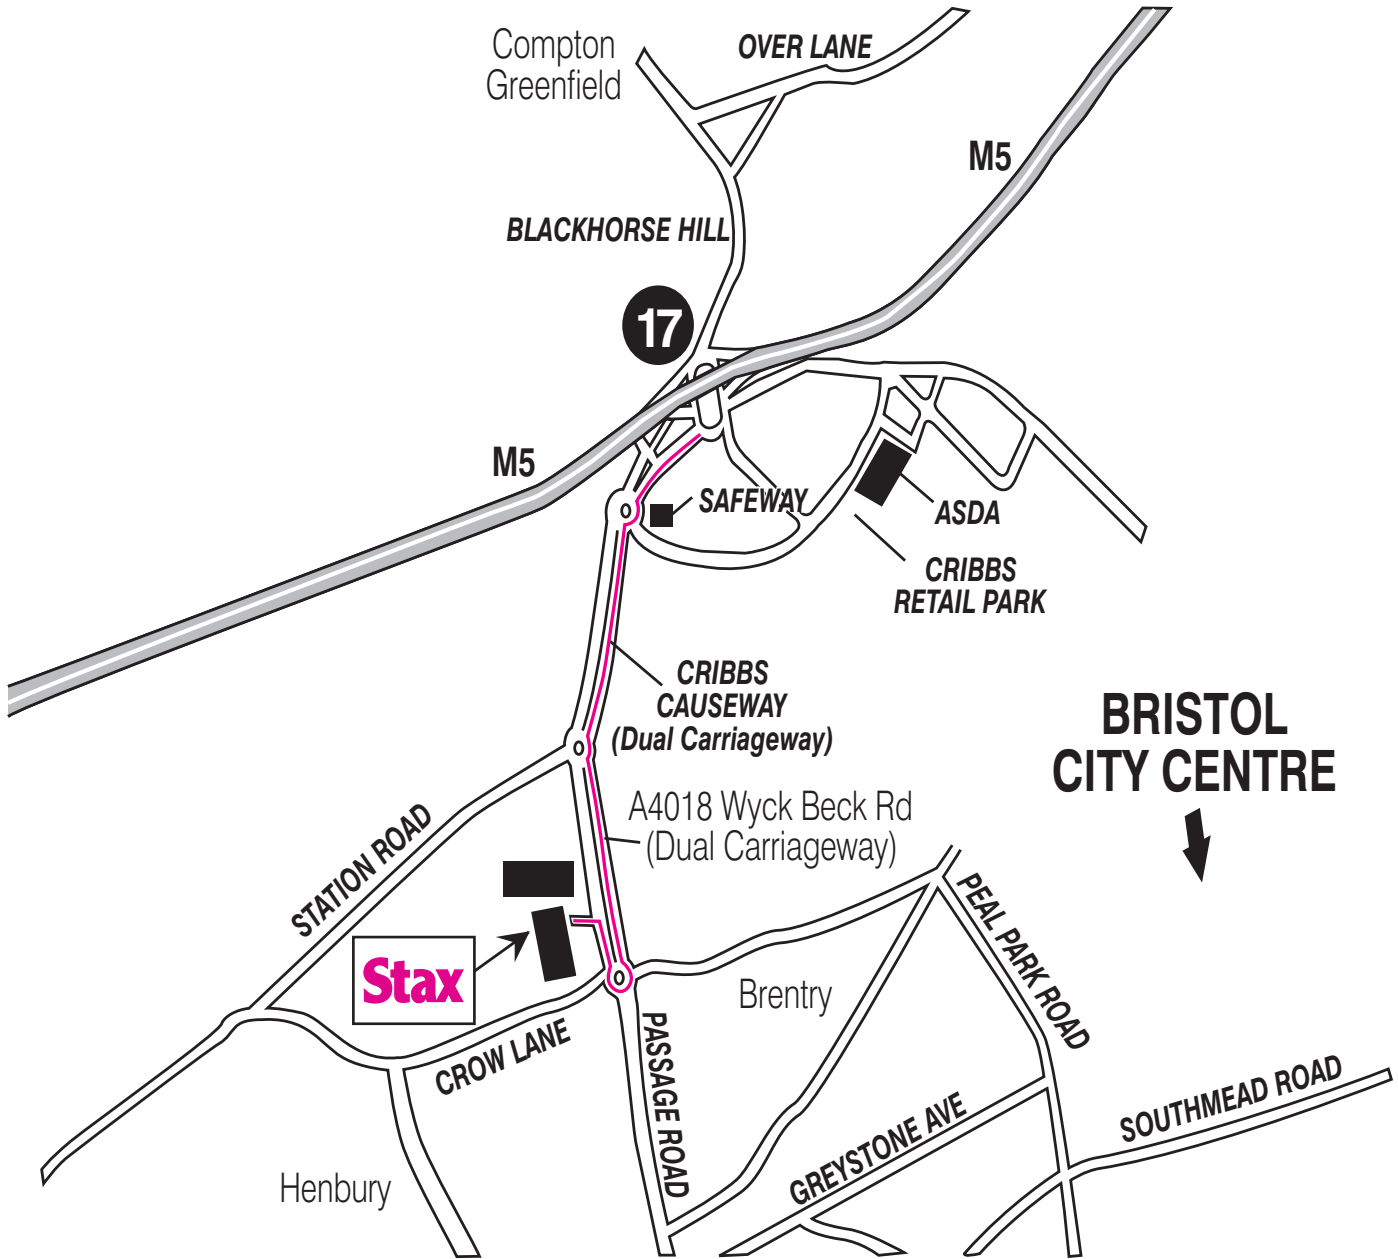 Compton
Greenfield
OVER LANE
M5
BLACKHORSE HILL
17
M5
SAFEWAY
ASDA
CRIBBS
RETAIL PARK
CRIBBS
CAUSEWAY
(Dual Carriageway)
BRISTOL
CITY CENTRE
A4018 Wyck Beck Rd
(Dual Carriageway)
STATION ROAD
PEAL PARK ROAD
Stax
Brentry
CROW LANE
PASSAGE ROAD
GREYSTONE AVE
SOUTHMEAD ROAD
Henbury